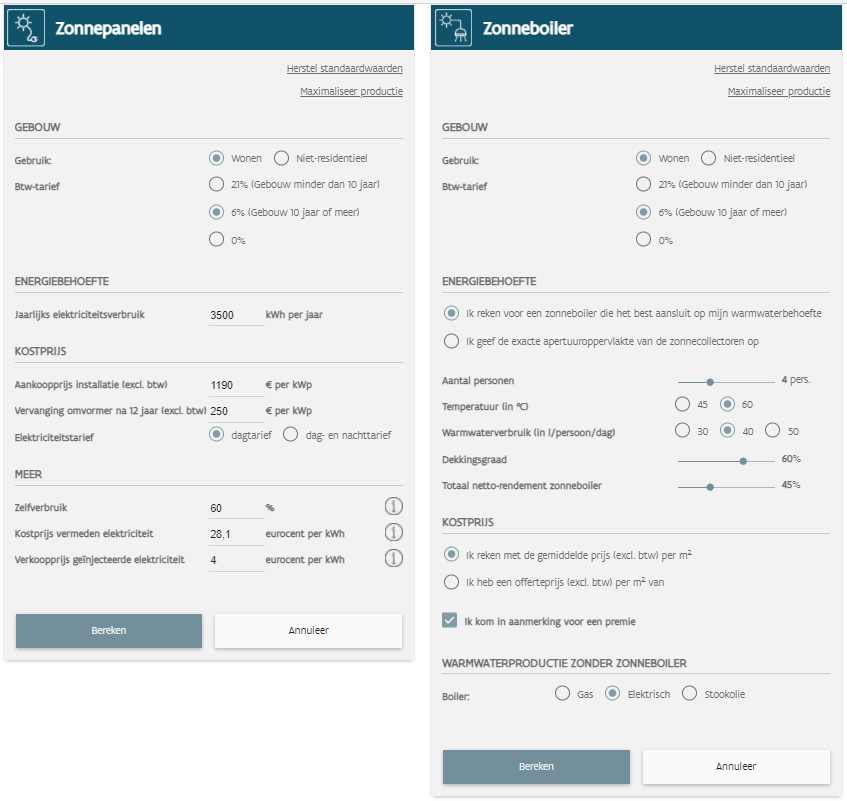 Zonnepanelen
Herstel standaardwaarden
Maximaliseer productie
GEBOUW
Gebruik: Wonen Niet-residentieel
Btw-tarief 21% (Gebouw minder dan 10 jaar)
6% (Gebouw 10 jaar of meer)
0%
ENERGIEBEHOEFTE
Jaarlijks elektriciteitsverbruik 3500 kWh per jaar
KOSTPRIJS
Aankoopprijs installatie (excl. btw) 1190 € per kWp
Vervanging omvormer na 12 jaar (excl. btw) 250 € per kWp
Elektriciteitstarief dagtarief dag- en nachttarief
MEER
Zelfverbruik 60 %
Kostprijs vermeden elektriciteit 28,1 eurocent per kWh
Verkoopprijs geïnjecteerde elektriciteit 4 eurocent per kWh
Bereken Annuleer
Zonneboiler
Herstel standaardwaarden
Maximaliseer productie
GEBOUW
Gebruik: Wonen Niet-residentieel
Btw-tarief 21% (Gebouw minder dan 10 jaar)
6% (Gebouw 10 jaar of meer)
0%
ENERGIEBEHOEFTE
Ik reken voor een zonneboiler die het best aansluit op mijn warmwaterbehoefte
Ik geef de exacte apertuuroppervlakte van de zonnecollectoren op
Aantal personen 4 pers.
Temperatuur (in °C) 45 60
Warmwaterverbruik (in l/persoon/dag) 30 40 50
Dekkingsgraad 60%
Totaal netto-rendement zonneboiler 45%
KOSTPRIJS
Ik reken met de gemiddelde prijs (excl. btw) per m²
Ik heb een offerteprijs (excl. btw) per m² van
Ik kom in aanmerking voor een premie
WARMWATERPRODUCTIE ZONDER ZONNEBOILER
Boiler: Gas Elektrisch Stookolie
Bereken Annuleer